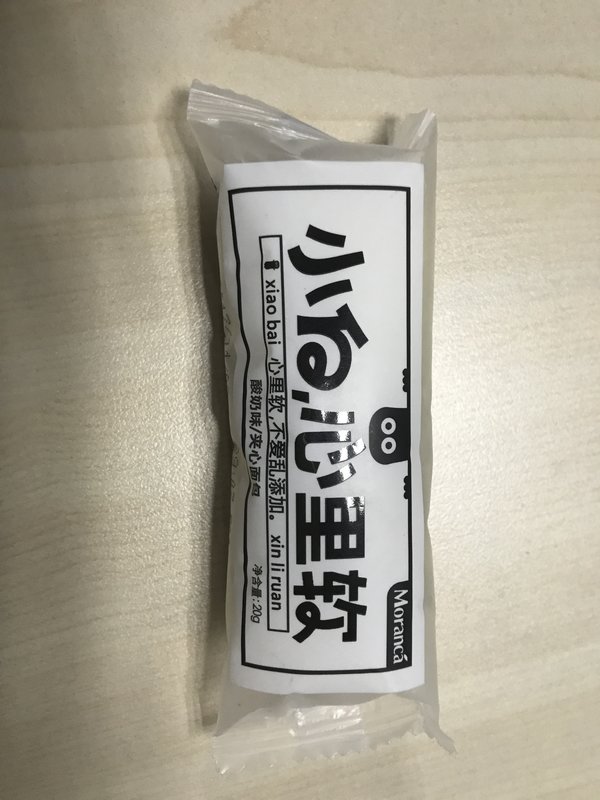 Morancá
小白心里软
xiao bai 心里软,不爱乱添加。 xin li ruan
酸奶味/夹心面包 净含量:20g